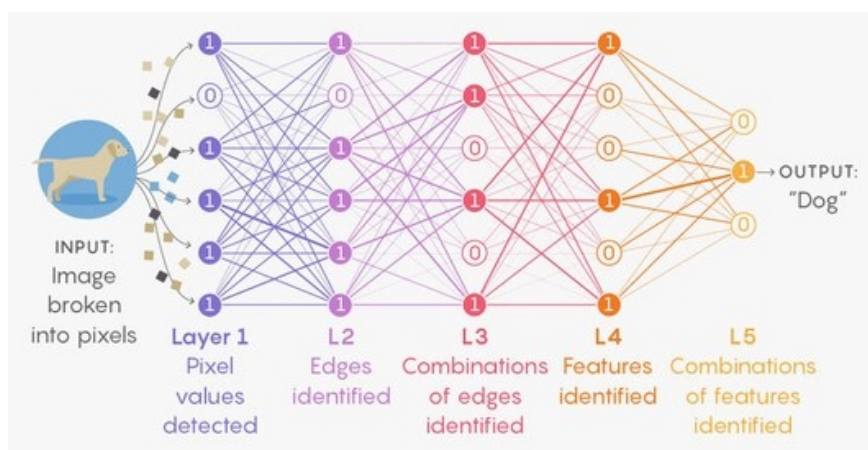 1 1 1 1
0 0 1 0
0
1 1 0 0
1
OUTPUT:
"Dog"
1 1 1 1
0
1 1 0 0
1 1 1 1
INPUT:
Image
broken
into pixels
Layer 1
Pixel
values
detected
L2
Edges
identified
L3
Combinations
of edges
identified
L4
Features
identified
L5
Combinations
of features
identified